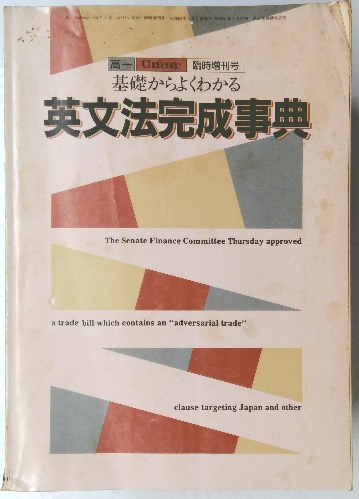 高一 Challenge 臨時増刊号
基礎からよくわかる
英文法完成事典
The Senate Finance Committee Thursday approved
a trade bill which contains an "adversarial trade"
clause targeting Japan and other